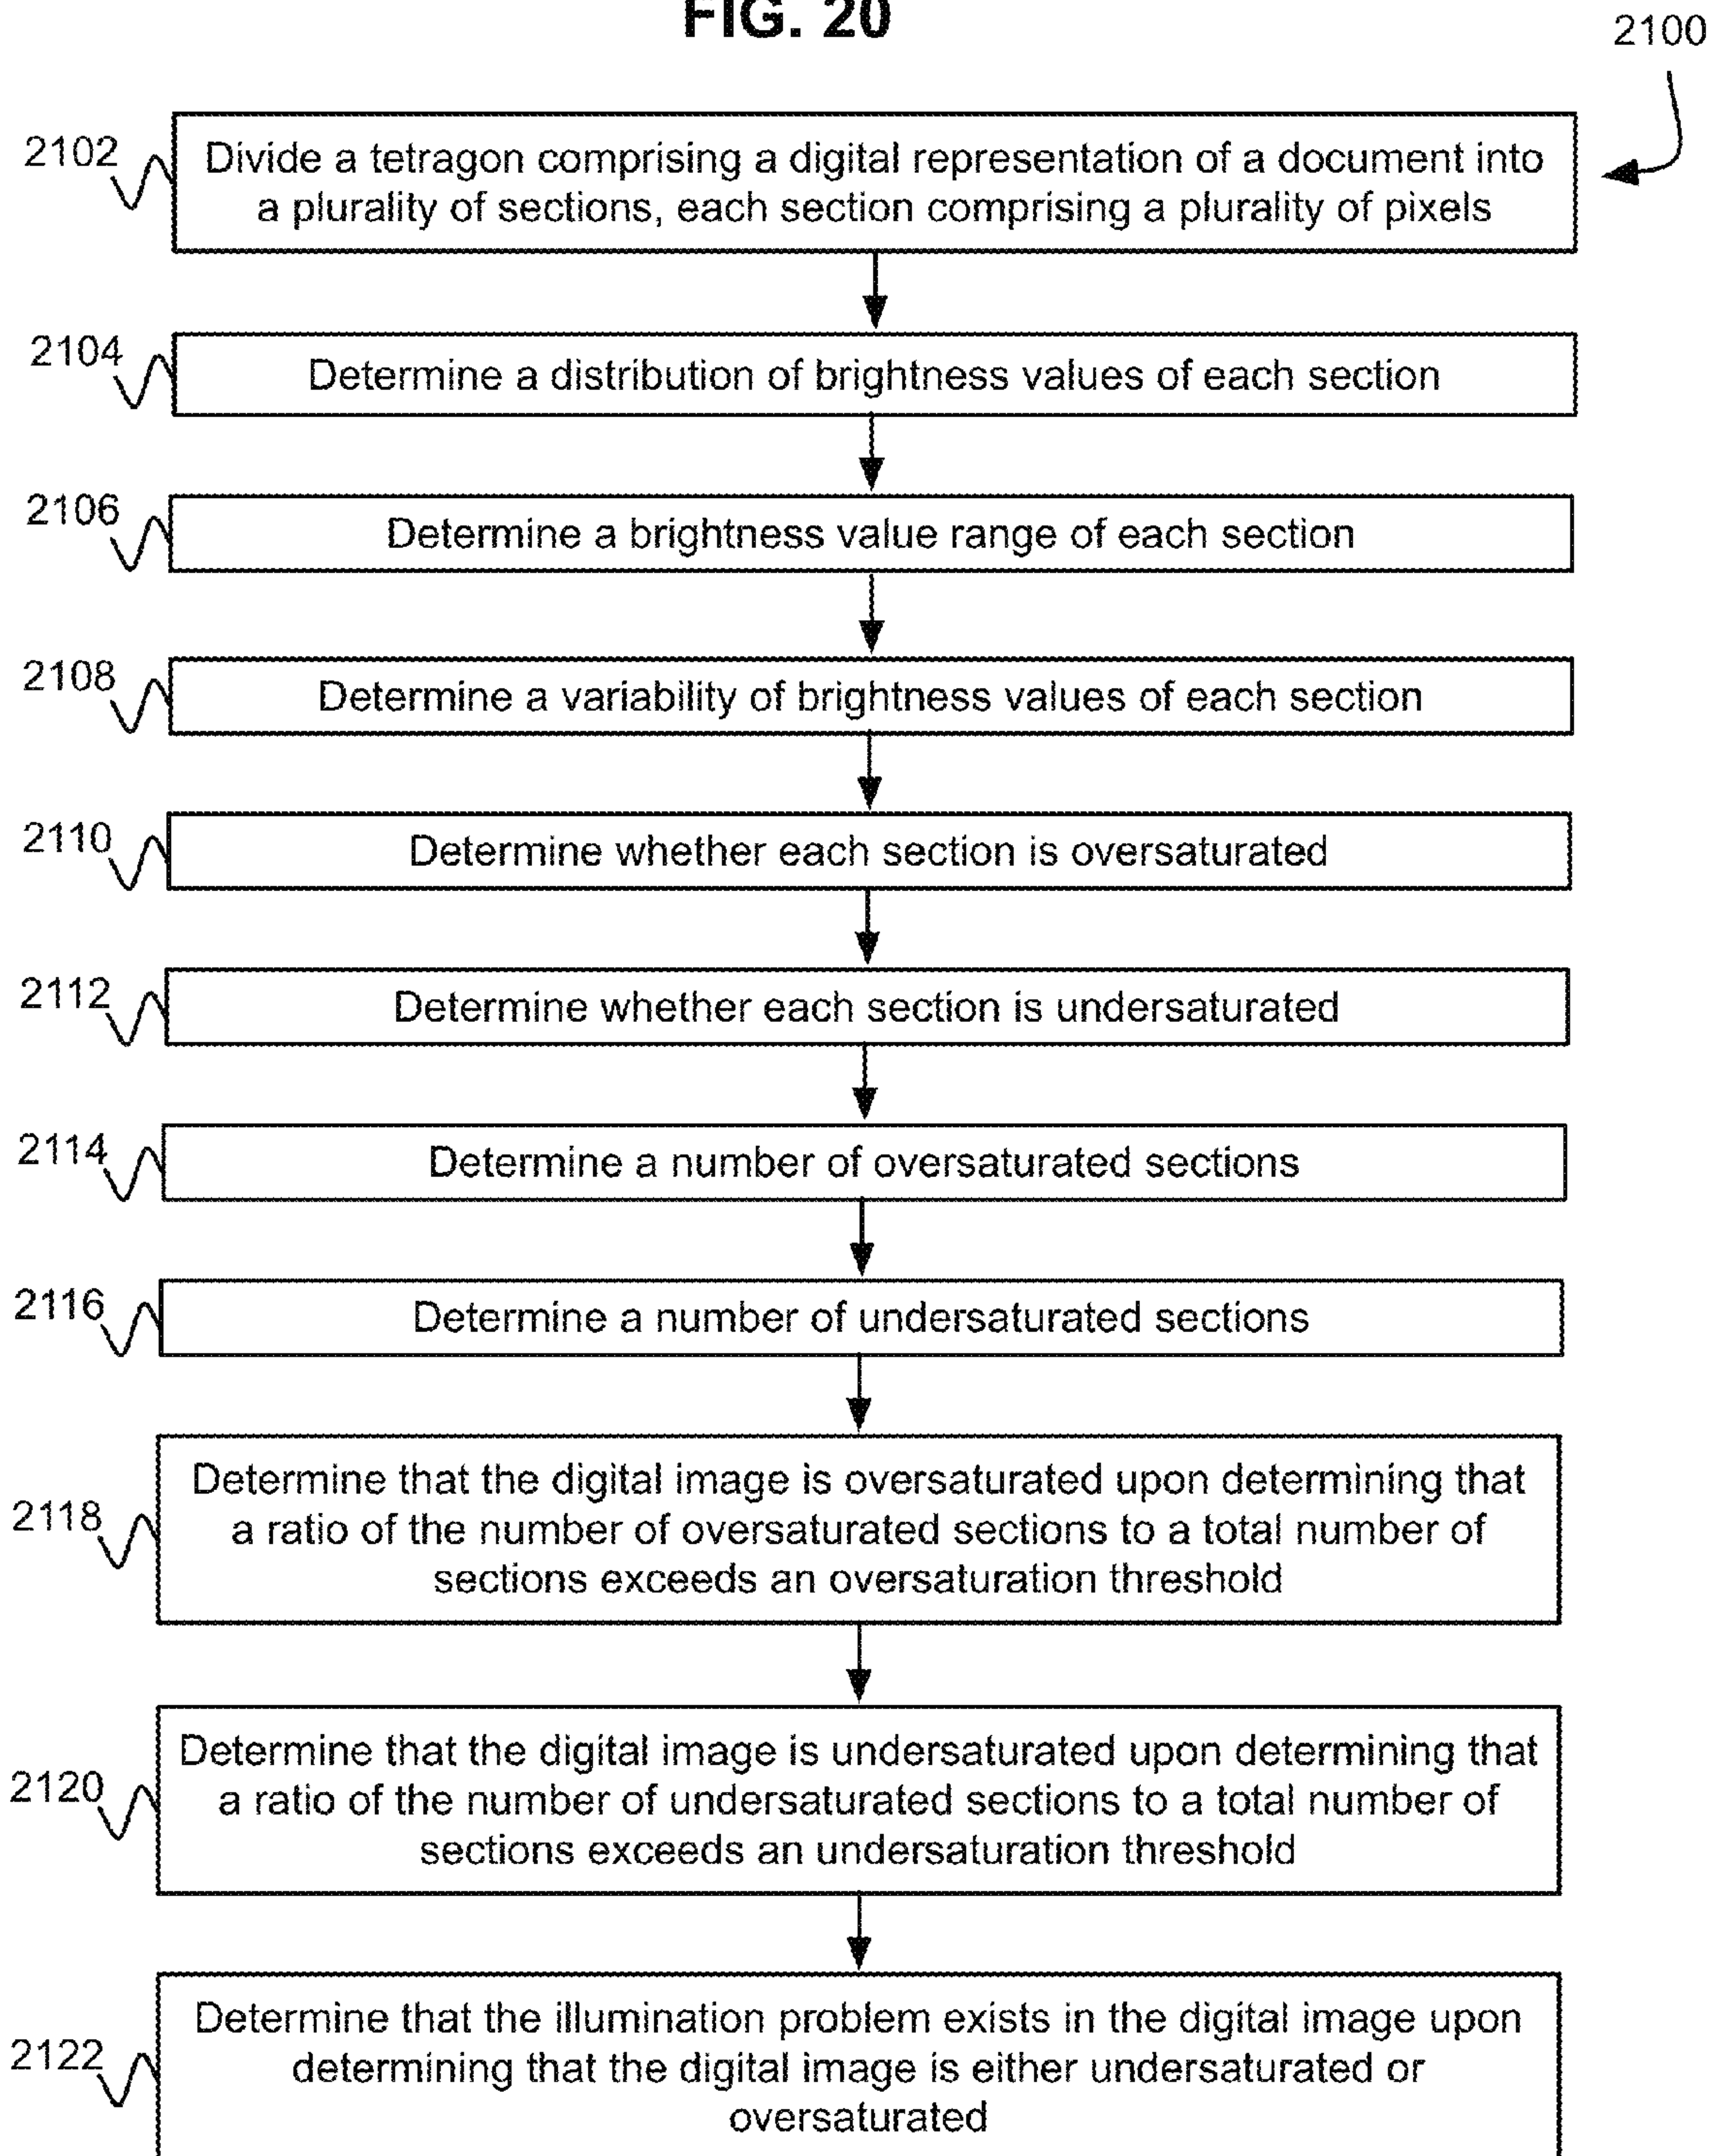 FIG. 20
2100
2102
Divide a tetragon comprising a digital representation of a document into
a plurality of sections, each section comprising a plurality of pixels
2104
Determine a distribution of brightness values of each section
2106
Determine a brightness value range of each section
2108
Determine a variability of brightness values of each section
2110
Determine whether each section is oversaturated
2112
Determine whether each section is undersaturated
2114
Determine a number of oversaturated sections
2116
Determine a number of undersaturated sections
2118
Determine that the digital image is oversaturated upon determining that
a ratio of the number of oversaturated sections to a total number of
sections exceeds an oversaturation threshold
2120
Determine that the digital image is undersaturated upon determining that
a ratio of the number of undersaturated sections to a total number of
sections exceeds an undersaturation threshold
2122
Determine that the illumination problem exists in the digital image upon
determining that the digital image is either undersaturated or
oversaturated